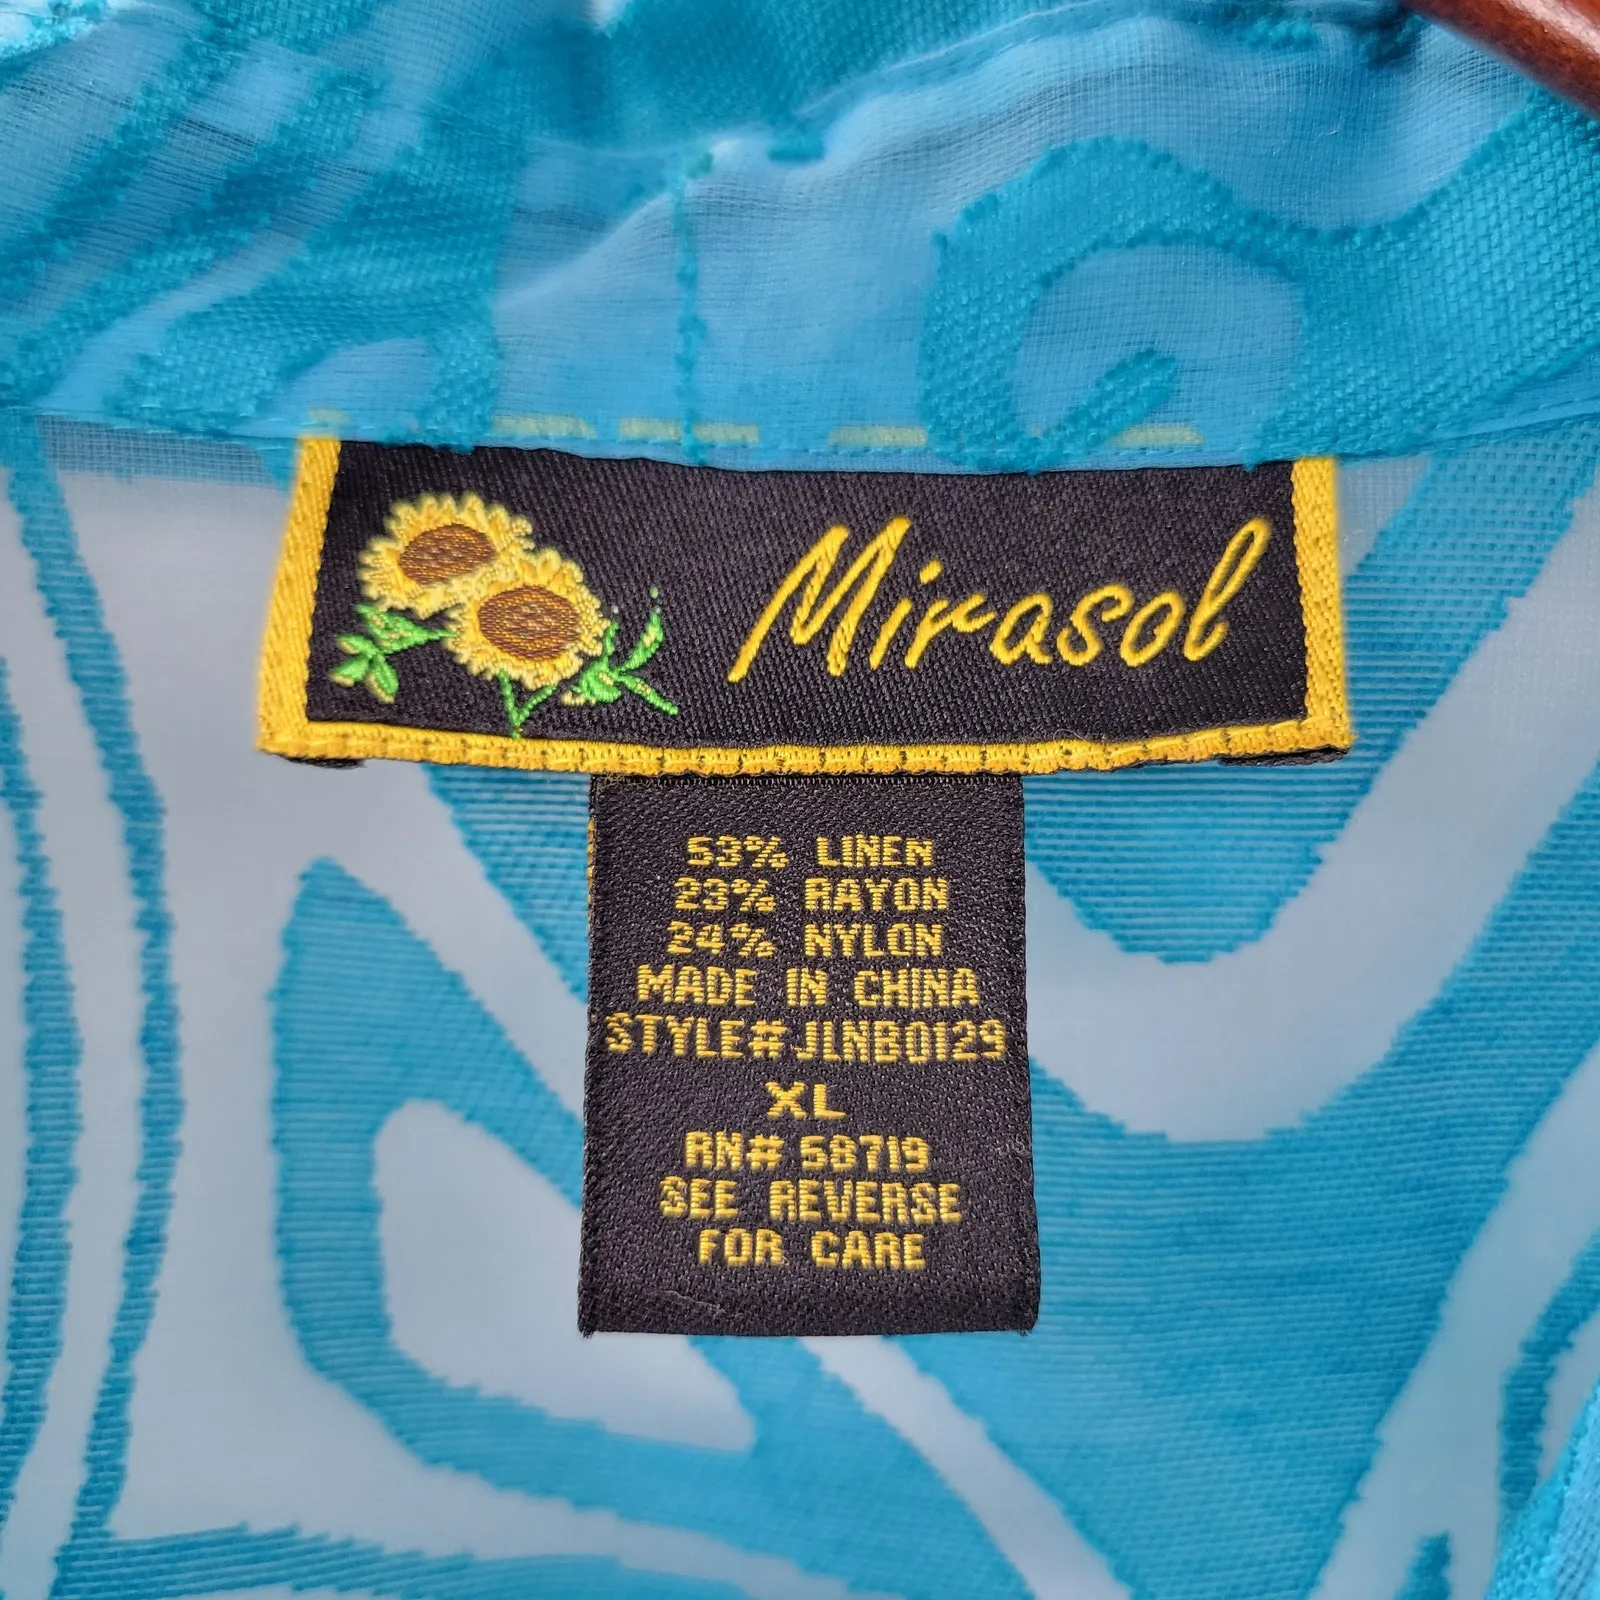 Mirasol
53% LINEN
23% RAYON
24% NYLON
MADE IN CHINA
STYLE#JLNB0129
XL
RN# 58719
SEE REVERSE
FOR CARE